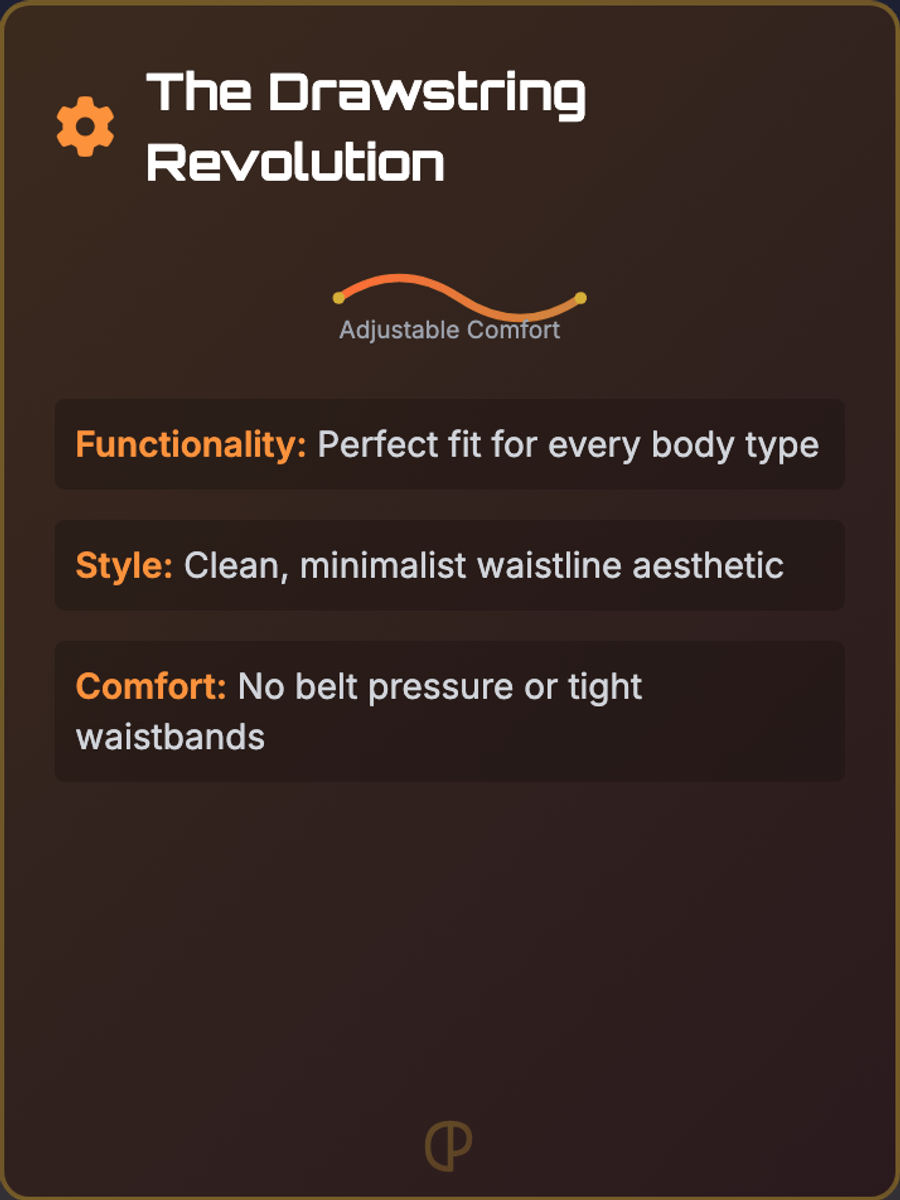 The Drawstring
Revolution
Adjustable Comfort
Functionality: Perfect fit for every body type
Style: Clean, minimalist waistline aesthetic
Comfort: No belt pressure or tight
waistbands